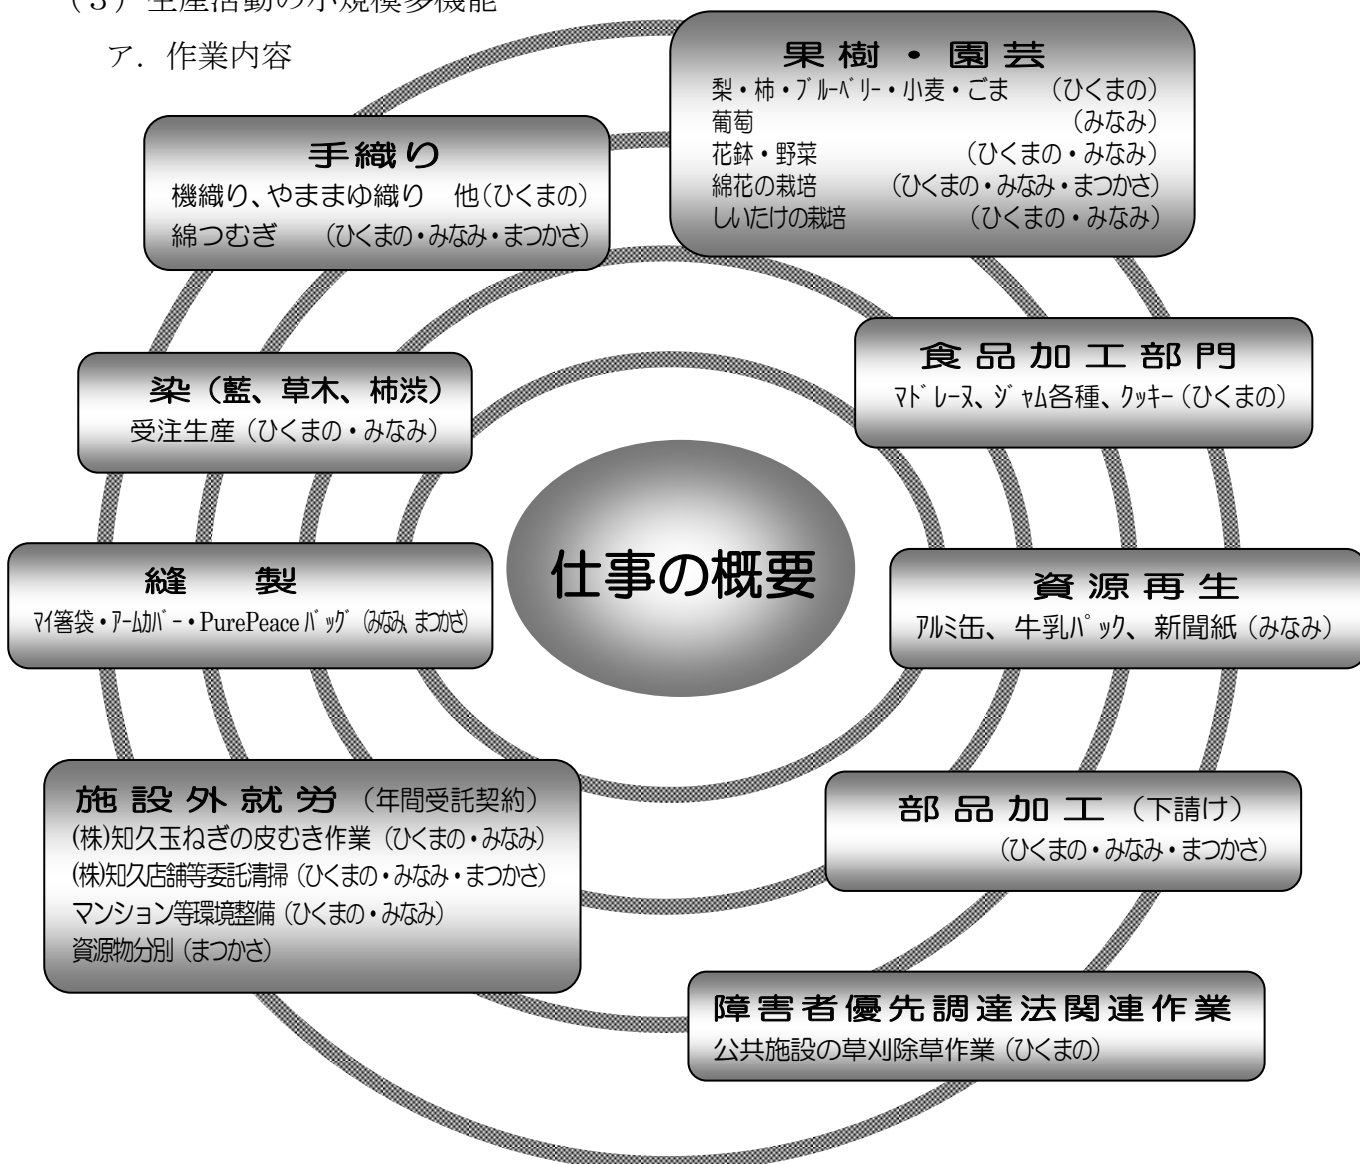 (3)生産活動の小規模多機能
ア. 作業内容
果樹・園芸
梨・柿・ブルーベリー・小麦・ごま (ひくまの)
葡萄 (みなみ)
花鉢・野菜 (ひくまの・みなみ)
綿花の栽培 (ひくまの・みなみ・まつかさ)
しいたけの栽培 (ひくまの・みなみ)
手織り
機織り、やままゆ織り 他(ひくまの)
綿つむぎ (ひくまの・みなみ・まつかさ)
食品加工部門
マドレーヌ、ジャム各種、クッキー(ひくまの)
染(藍、草木、柿渋)
受注生産(ひくまの・みなみ)
仕事の概要
縫 製
マイ箸袋・アームカバー・PurePeaceバッグ(みなみ、まつかさ)
資源再生
アルミ缶、牛乳パック、新聞紙(みなみ)
施設外就労(年間受託契約)
(株)知久玉ねぎの皮むき作業(ひくまの・みなみ)
(株)知久店舗等委託清掃(ひくまの・みなみ・まつかさ)
マンション等環境整備(ひくまの・みなみ)
資源物分別(まつかさ)
部品加工(下請け)
(ひくまの・みなみ・まつかさ)
障害者優先調達法関連作業
公共施設の草刈除草作業(ひくまの)